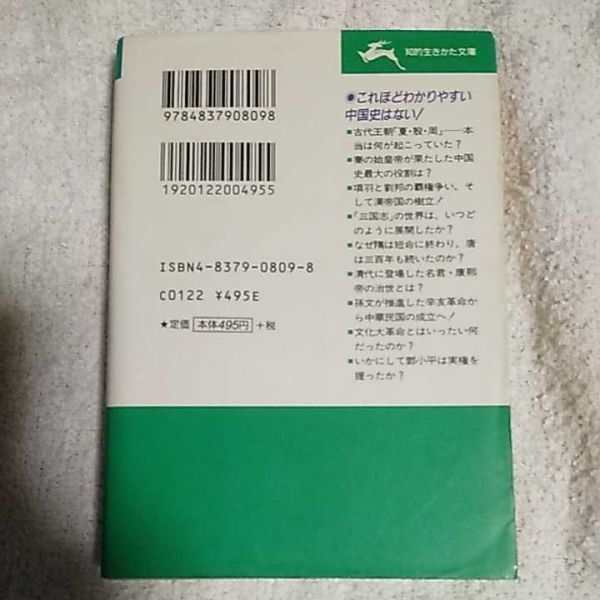 知的生きかた文庫
9784837908098
1920122004955
ISBN4-8379-0809-8
C0122 ¥495E
★定価 本体495円 +税
●これほどわかりやすい
中国史はない！
■古代王朝「夏・殷・周」──本
当は何が起こっていた？
■秦の始皇帝が果たした中国
史最大の役割は？
■項羽と劉邦の覇権争い、そ
して漢帝国の樹立！
■「三国志」の世界は、いつど
のように展開したか？
■なぜ隋は短命に終わり、唐
は三百年も続いたのか？
■清代に登場した名君・康熙
帝の治世とは？
■孫文が推進した辛亥革命か
ら中華民国の成立へ！
■文化大革命とはいったい何
だったのか？
■いかにして鄧小平は実権を
握ったか？